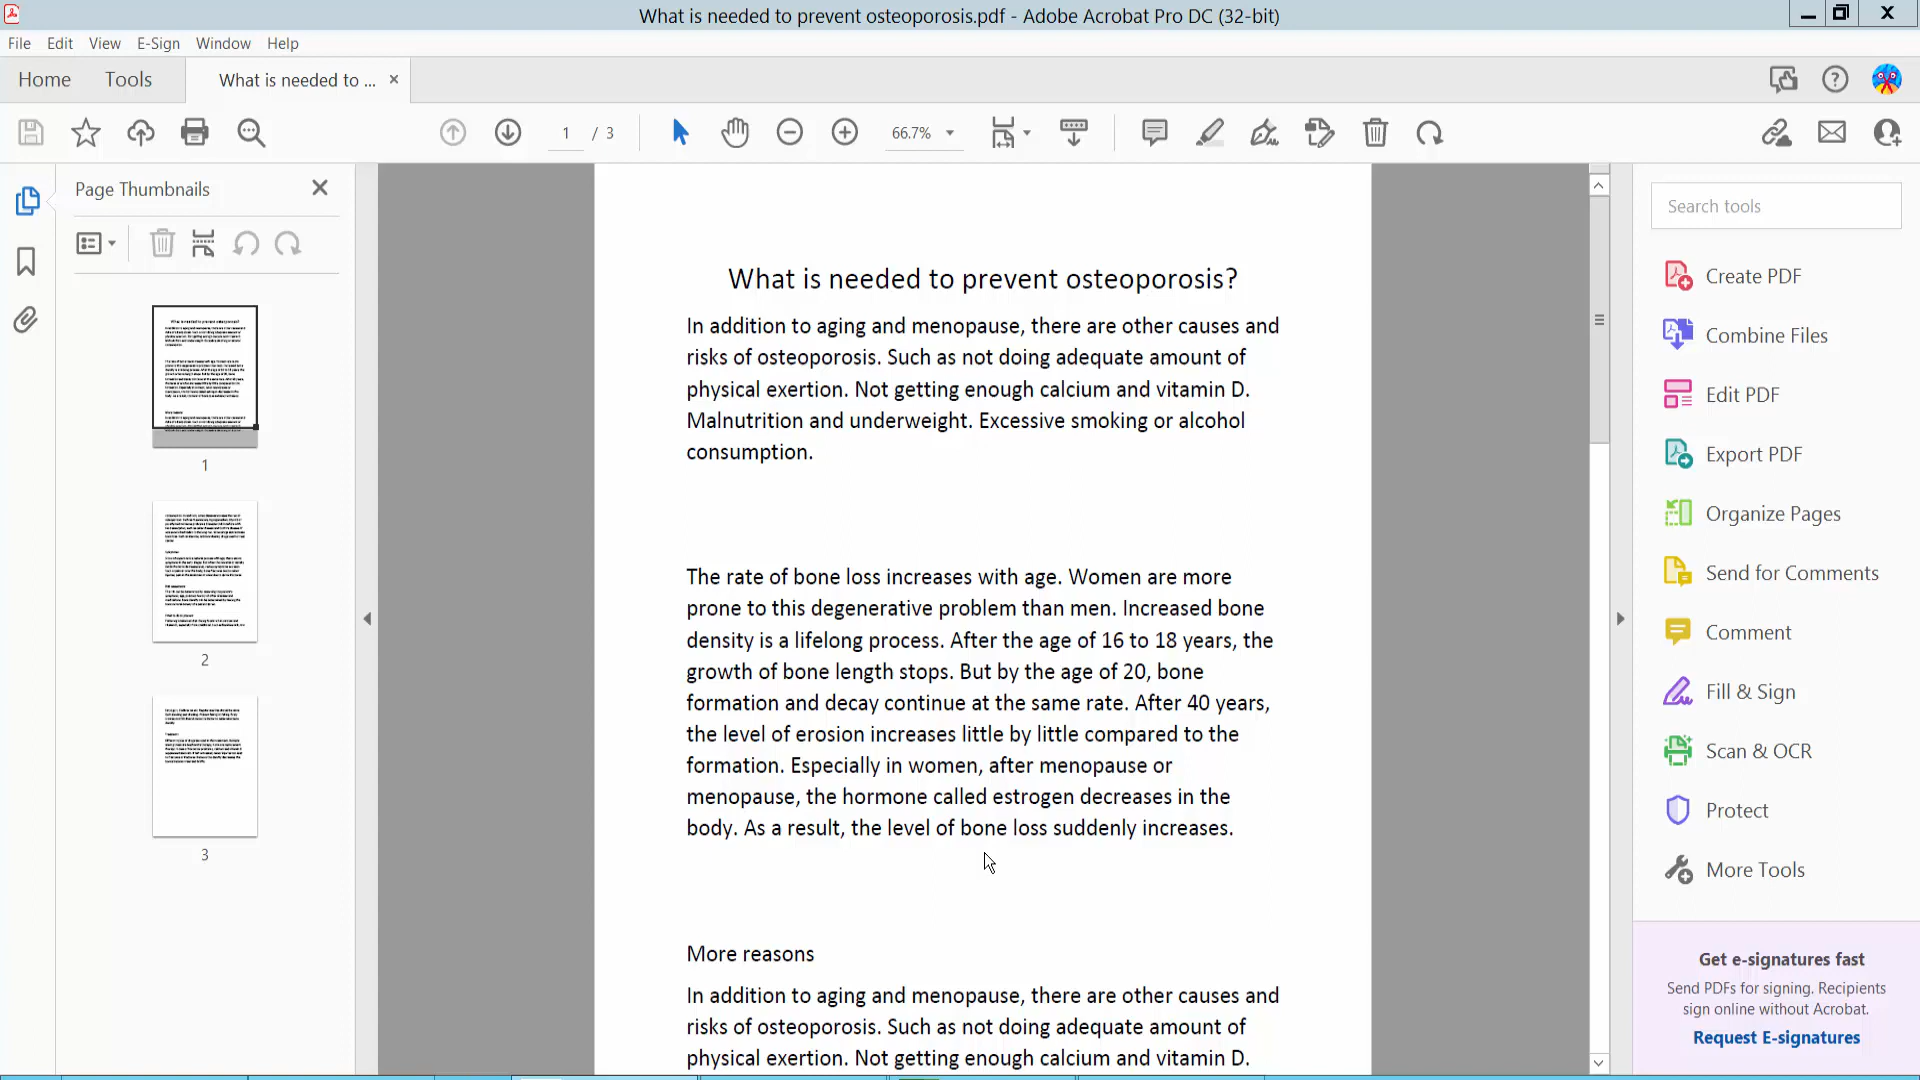 What is needed to prevent osteoporosis.pdf - Adobe Acrobat Pro DC (32-bit)
File Edit View E-Sign Window Help
Home Tools What is needed to ... ×
1 / 3 66.7%
Page Thumbnails
1
2
3
What is needed to prevent osteoporosis?
In addition to aging and menopause, there are other causes and
risks of osteoporosis. Such as not doing adequate amount of
physical exertion. Not getting enough calcium and vitamin D.
Malnutrition and underweight. Excessive smoking or alcohol
consumption.
The rate of bone loss increases with age. Women are more
prone to this degenerative problem than men. Increased bone
density is a lifelong process. After the age of 16 to 18 years, the
growth of bone length stops. But by the age of 20, bone
formation and decay continue at the same rate. After 40 years,
the level of erosion increases little by little compared to the
formation. Especially in women, after menopause or
menopause, the hormone called estrogen decreases in the
body. As a result, the level of bone loss suddenly increases.
More reasons
In addition to aging and menopause, there are other causes and
risks of osteoporosis. Such as not doing adequate amount of
physical exertion. Not getting enough calcium and vitamin D.
Search tools
Create PDF
Combine Files
Edit PDF
Export PDF
Organize Pages
Send for Comments
Comment
Fill & Sign
Scan & OCR
Protect
More Tools
Get e-signatures fast
Send PDFs for signing. Recipients
sign online without Acrobat.
Request E-signatures